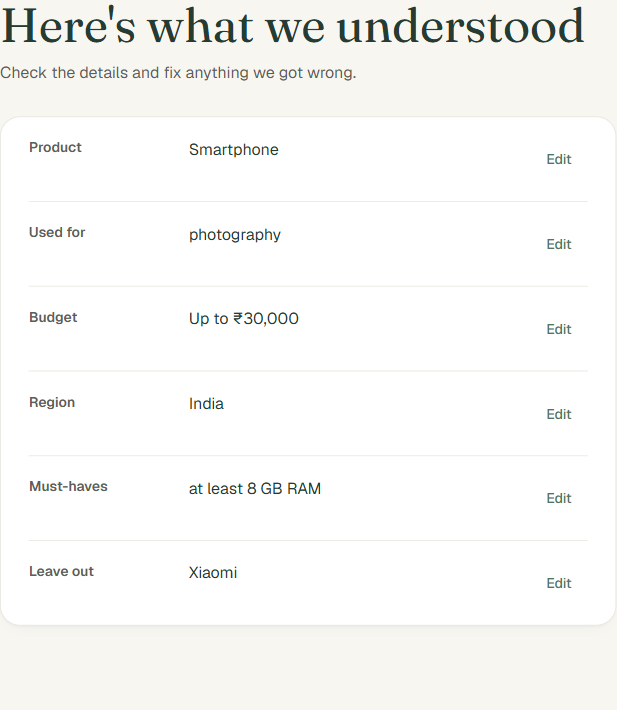 Here's what we understood
Check the details and fix anything we got wrong.
Product Smartphone Edit
Used for photography Edit
Budget Up to ₹30,000 Edit
Region India Edit
Must-haves at least 8 GB RAM Edit
Leave out Xiaomi Edit